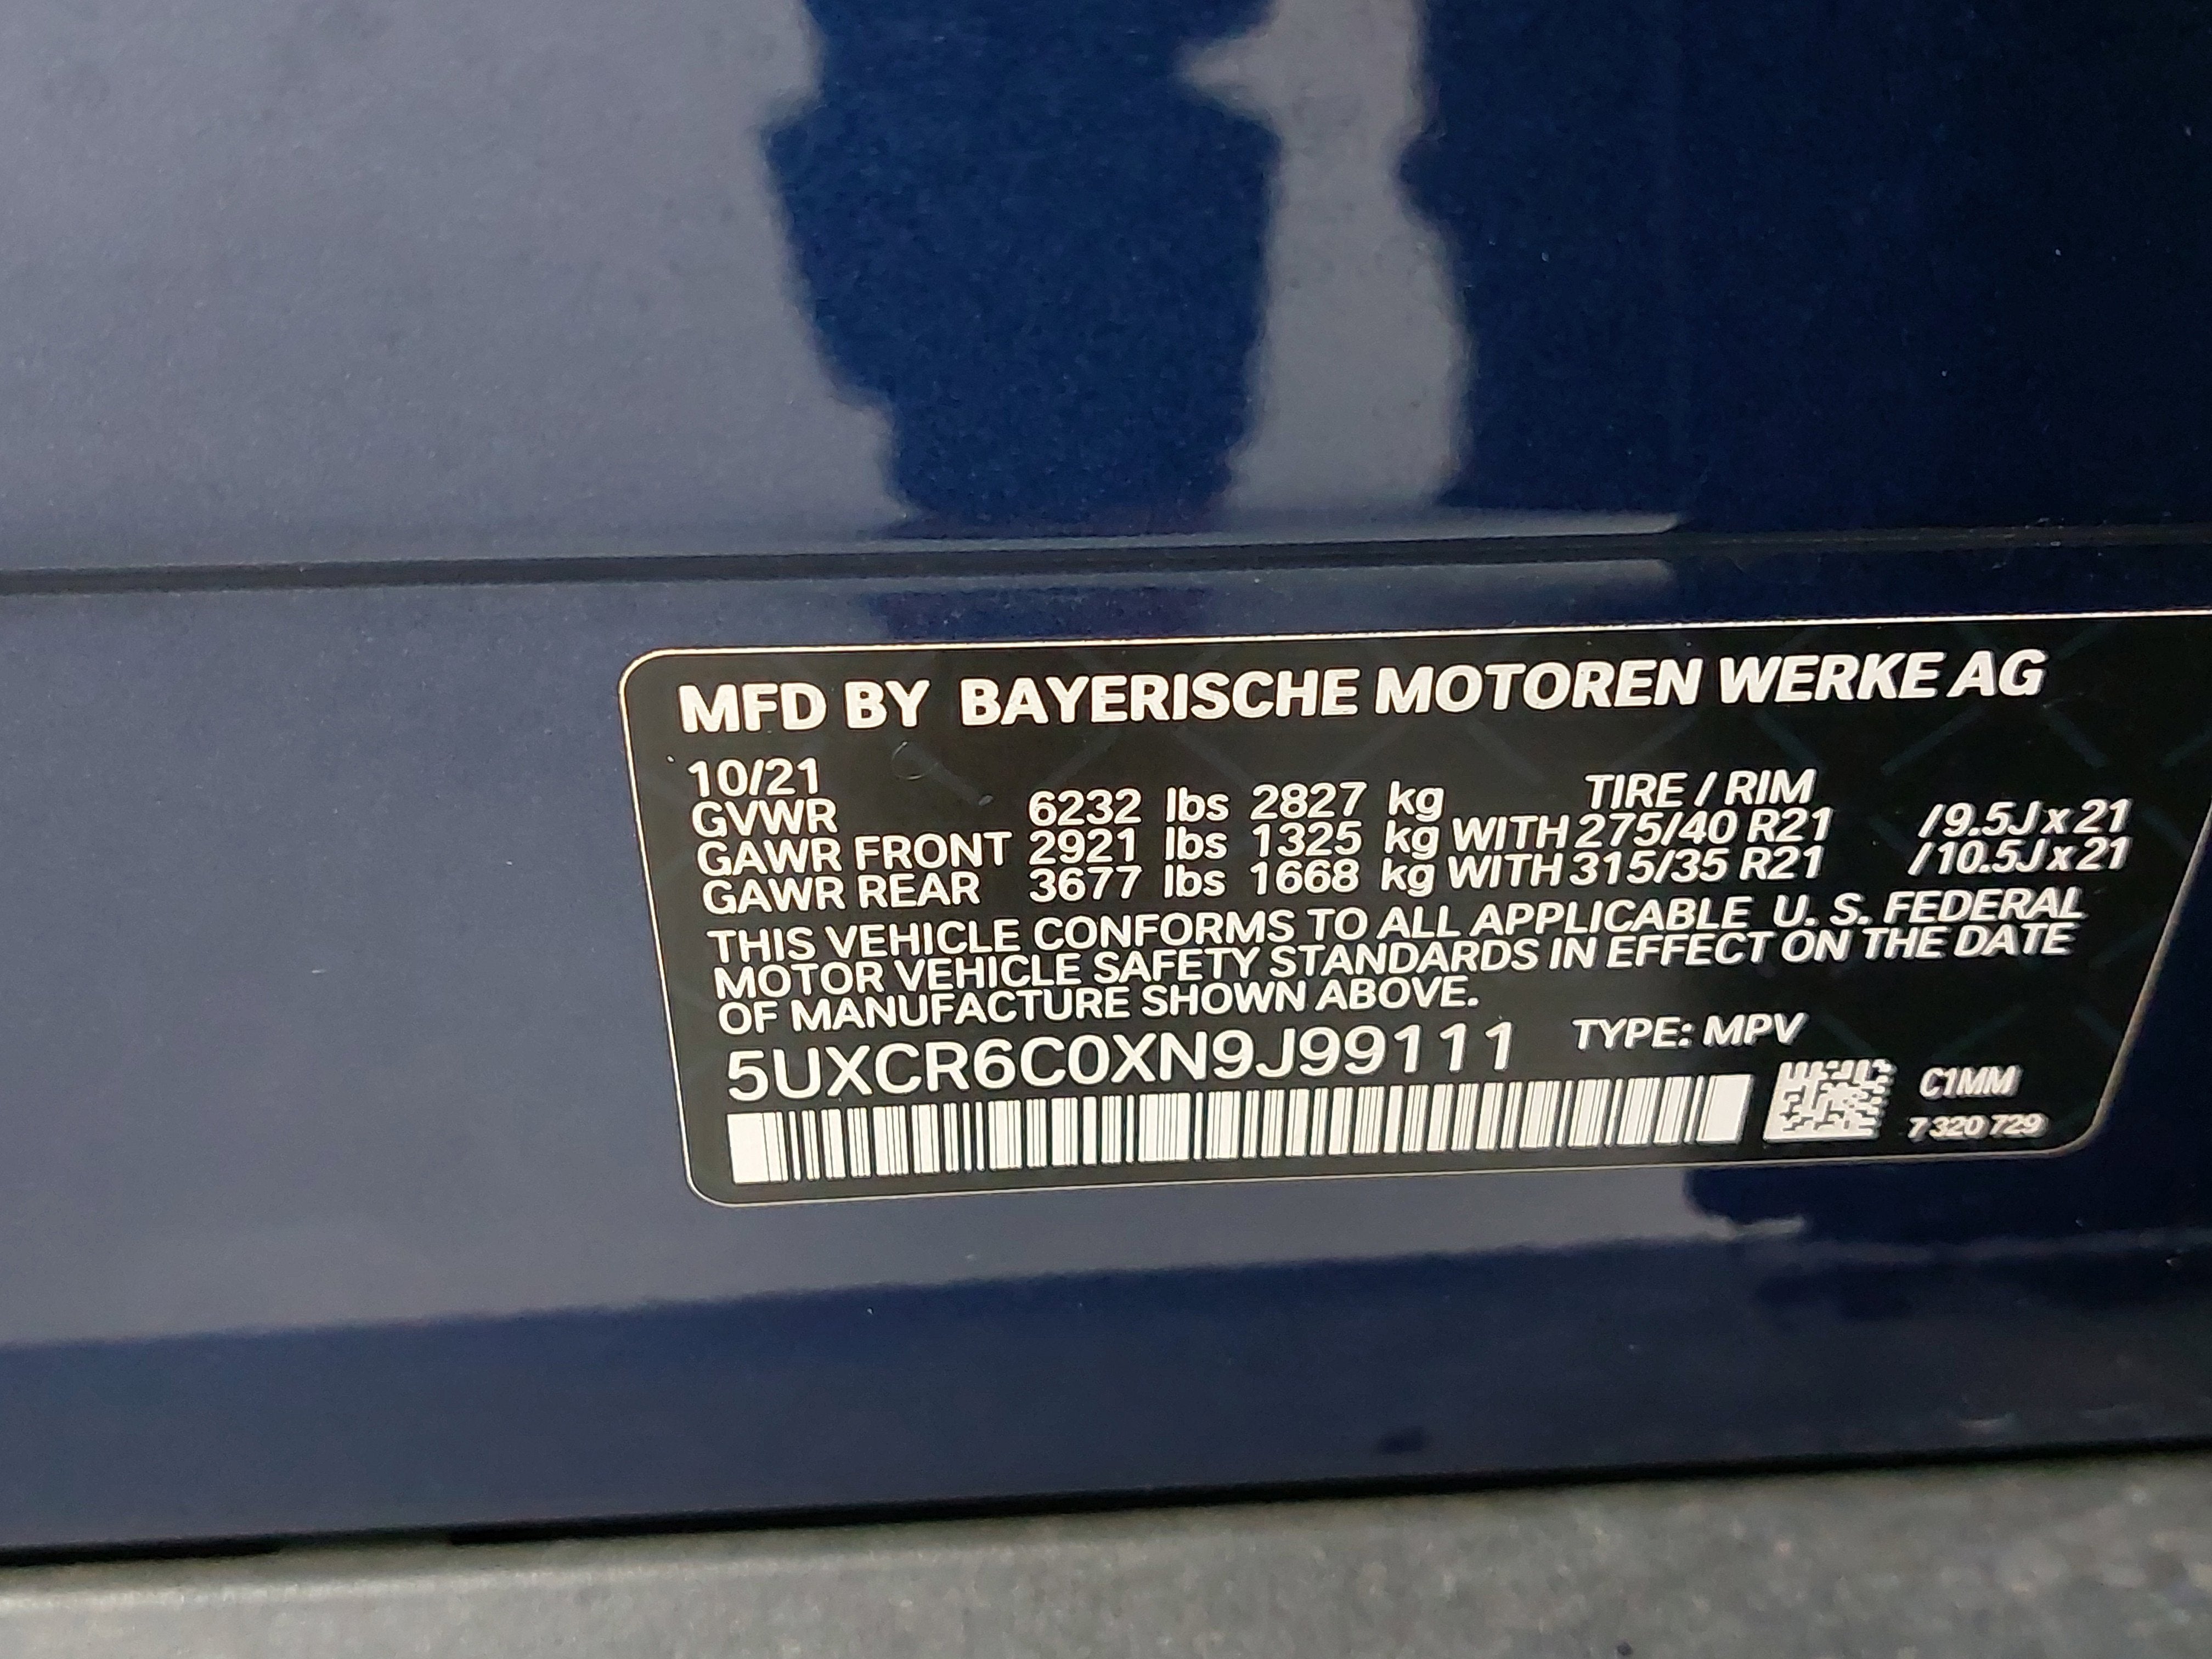 MFD BY BAYERISCHE MOTOREN WERKE AG
10/21 TIRE / RIM
GVWR 6232 lbs 2827 kg
GAWR FRONT 2921 lbs 1325 kg WITH 275/40 R21 /9.5J x 21
GAWR REAR 3677 lbs 1668 kg WITH 315/35 R21 /10.5J x 21
THIS VEHICLE CONFORMS TO ALL APPLICABLE U. S. FEDERAL
MOTOR VEHICLE SAFETY STANDARDS IN EFFECT ON THE DATE
OF MANUFACTURE SHOWN ABOVE.
5UXCR6C0XN9J99111 TYPE: MPV
C1MM
7 320 729